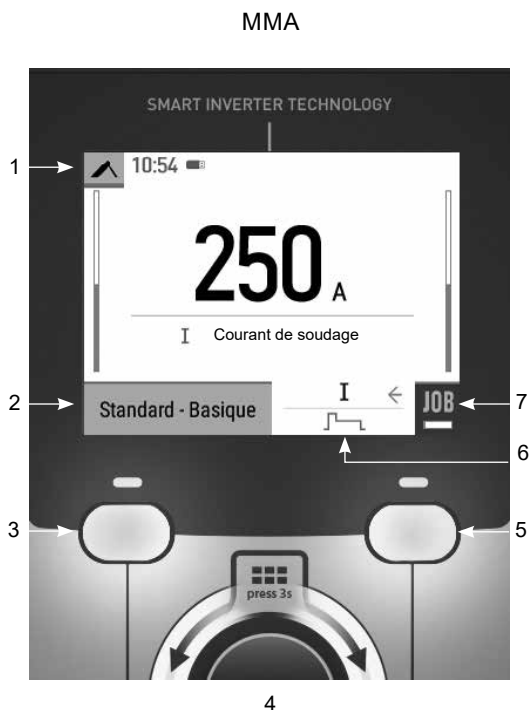 MMA
SMART INVERTER TECHNOLOGY
1
10:54
250 A
I Courant de soudage
2
Standard - Basique
I
JOB
7
6
3
5
press 3s
4